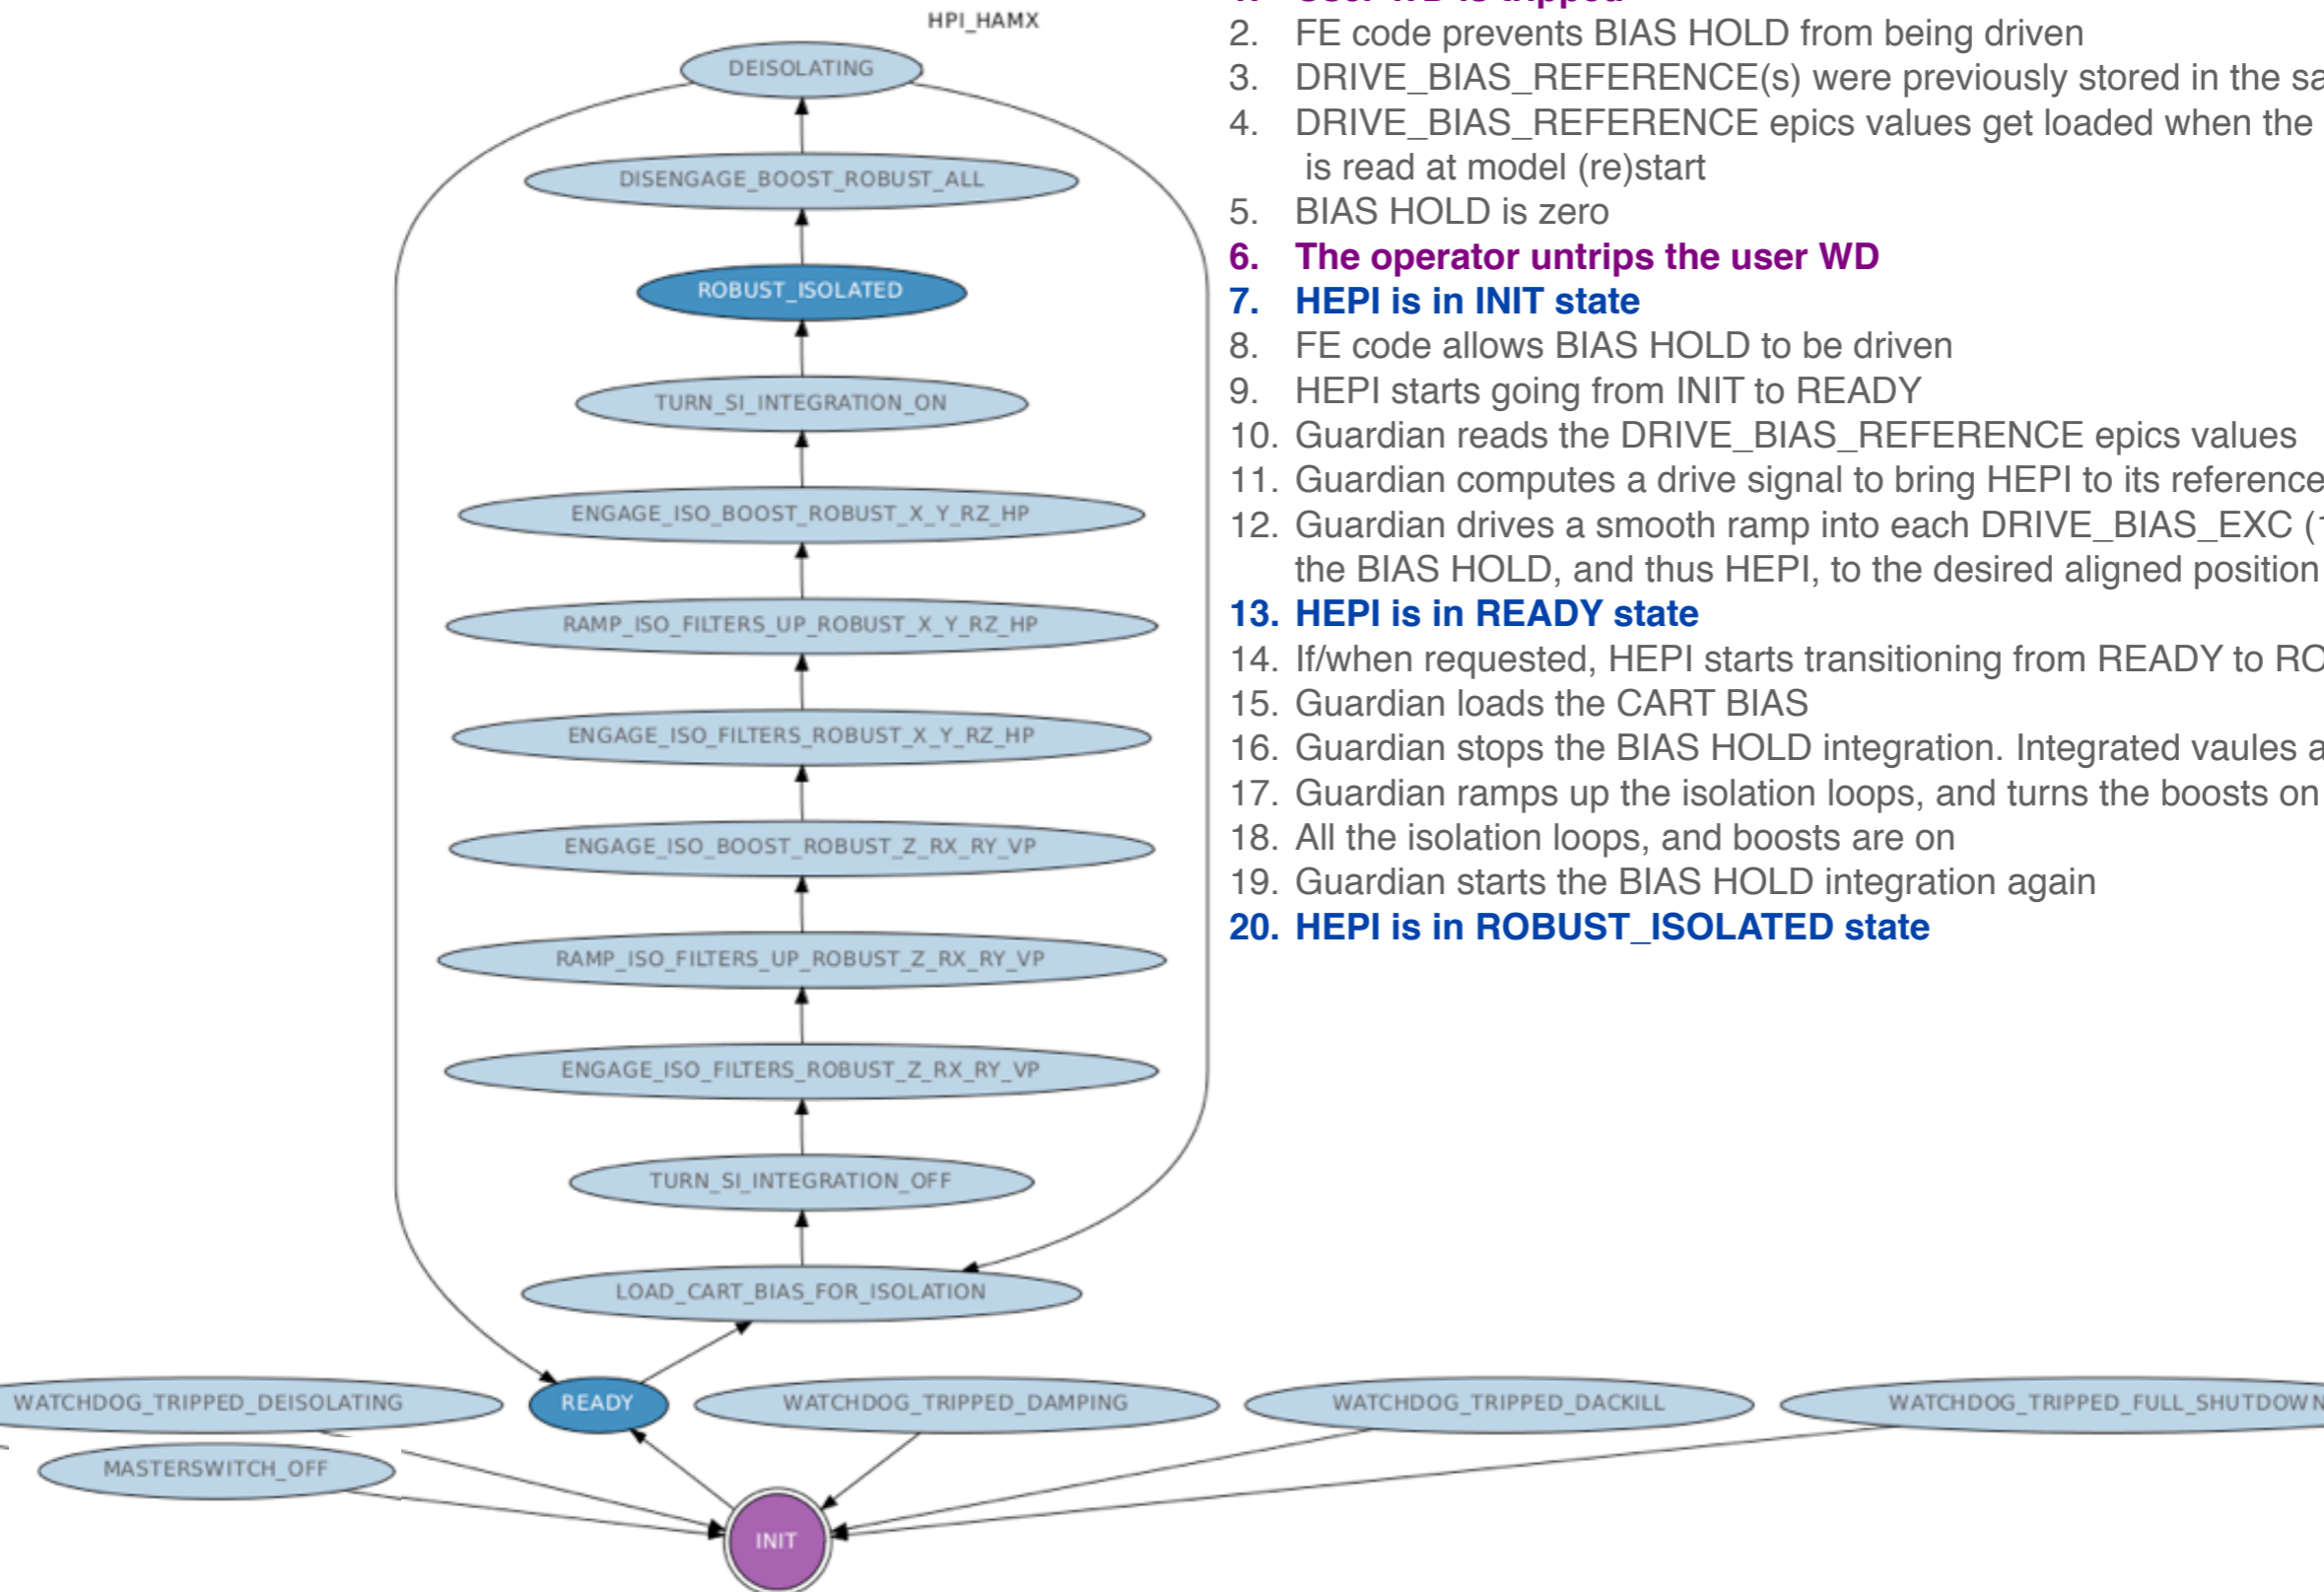 HPI_HAMX
DEISOLATING
DISENGAGE_BOOST_ROBUST_ALL
ROBUST_ISOLATED
TURN_SI_INTEGRATION_ON
ENGAGE_ISO_BOOST_ROBUST_X_Y_RZ_HP
RAMP_ISO_FILTERS_UP_ROBUST_X_Y_RZ_HP
ENGAGE_ISO_FILTERS_ROBUST_X_Y_RZ_HP
ENGAGE_ISO_BOOST_ROBUST_Z_RX_RY_VP
RAMP_ISO_FILTERS_UP_ROBUST_Z_RX_RY_VP
ENGAGE_ISO_FILTERS_ROBUST_Z_RX_RY_VP
TURN_SI_INTEGRATION_OFF
LOAD_CART_BIAS_FOR_ISOLATION
WATCHDOG_TRIPPED_DEISOLATING
READY
WATCHDOG_TRIPPED_DAMPING
WATCHDOG_TRIPPED_DACKILL
WATCHDOG_TRIPPED_FULL_SHUTDOWN
MASTERSWITCH_OFF
INIT
1. User WD is tripped
2. FE code prevents BIAS HOLD from being driven
3. DRIVE_BIAS_REFERENCE(s) were previously stored in the
4. DRIVE_BIAS_REFERENCE epics values get loaded when the
is read at model (re)start
5. BIAS HOLD is zero
6. The operator untrips the user WD
7. HEPI is in INIT state
8. FE code allows BIAS HOLD to be driven
9. HEPI starts going from INIT to READY
10. Guardian reads the DRIVE_BIAS_REFERENCE epics values
11. Guardian computes a drive signal to bring HEPI to its reference
12. Guardian drives a smooth ramp into each DRIVE_BIAS_EXC
the BIAS HOLD, and thus HEPI, to the desired aligned position
13. HEPI is in READY state
14. If/when requested, HEPI starts transitioning from READY to
15. Guardian loads the CART BIAS
16. Guardian stops the BIAS HOLD integration. Integrated vaules
17. Guardian ramps up the isolation loops, and turns the boosts on
18. All the isolation loops, and boosts are on
19. Guardian starts the BIAS HOLD integration again
20. HEPI is in ROBUST_ISOLATED state